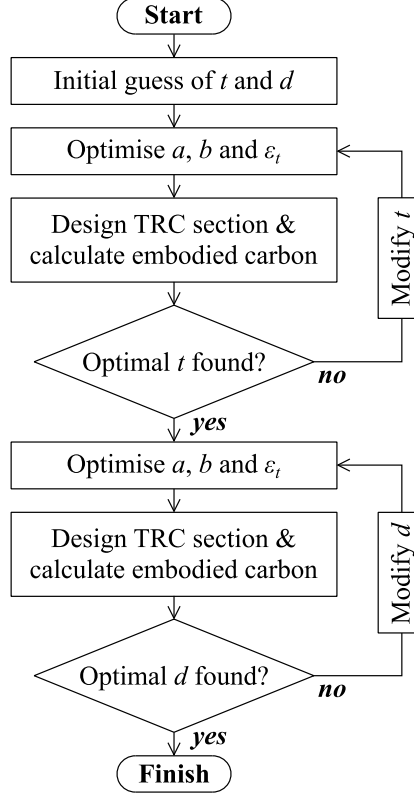 Start
Initial guess of t and d
Optimise a, b and εt
Design TRC section &
calculate embodied carbon
Modify t
Optimal t found?
no
yes
Optimise a, b and εt
Design TRC section &
calculate embodied carbon
Modify d
Optimal d found?
no
yes
Finish